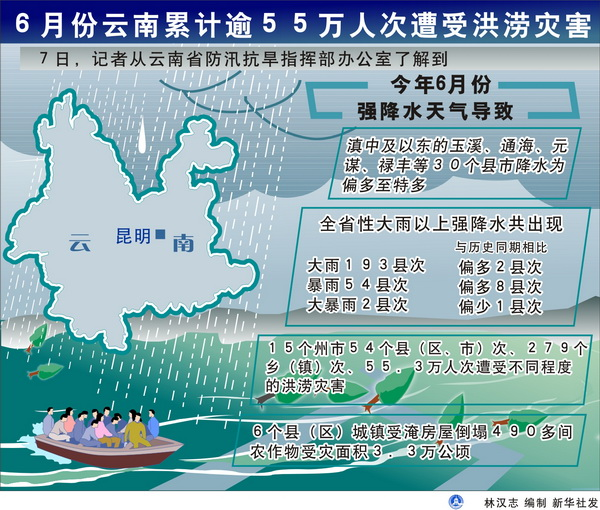 6月份云南累计逾55万人次遭受洪涝灾害
7日，记者从云南省防汛抗旱指挥部办公室了解到
今年6月份
强降水天气导致
滇中及以东的玉溪、通海、元
谋、禄丰等30个县市降水为
偏多至特多
全省性大雨以上强降水共出现
与历史同期相比
大雨193县次 偏多2县次
暴雨54县次 偏多8县次
大暴雨2县次 偏少1县次
云 昆明 南
15个州市54个县（区、市）次、279个
乡（镇）次、55.3万人次遭受不同程度
的洪涝灾害
6个县（区）城镇受淹房屋倒塌490多间
农作物受灾面积3.3万公顷
林汉志 编制 新华社发